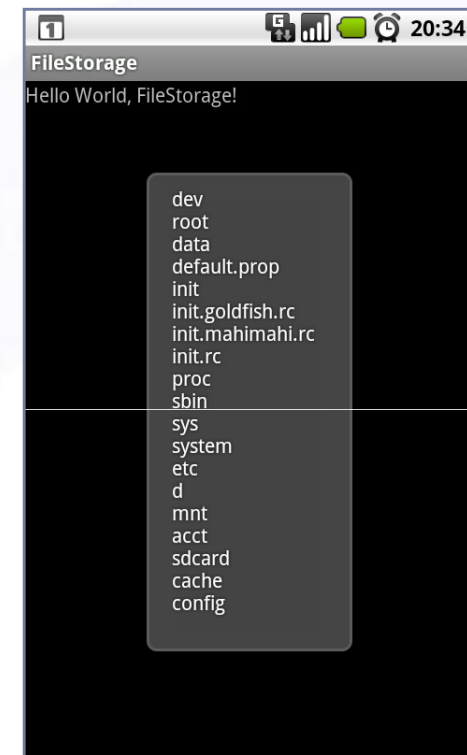 1 G 20:34
FileStorage
Hello World, FileStorage!
dev
root
data
default.prop
init
init.goldfish.rc
init.mahimahi.rc
init.rc
proc
sbin
sys
system
etc
d
mnt
acct
sdcard
cache
config